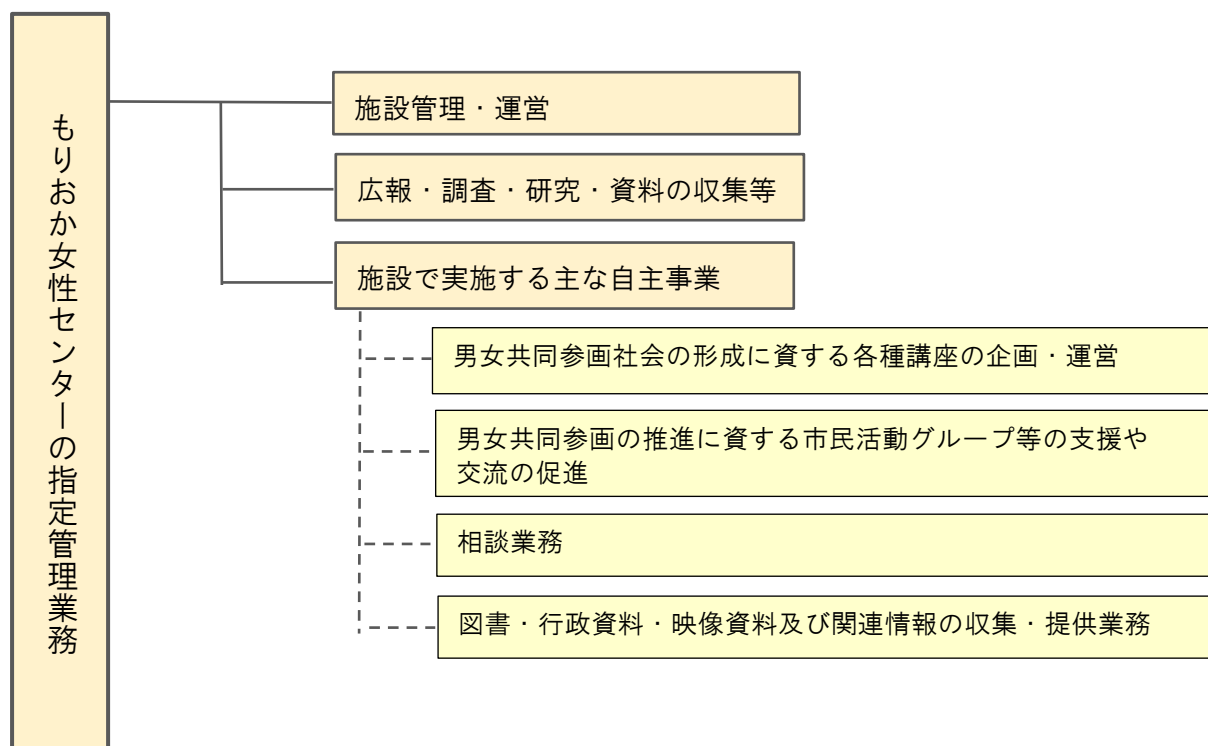 もりおか女性センターの指定管理業務
施設管理・運営
広報・調査・研究・資料の収集等
施設で実施する主な自主事業
男女共同参画社会の形成に資する各種講座の企画・運営
男女共同参画の推進に資する市民活動グループ等の支援や
交流の促進
相談業務
図書・行政資料・映像資料及び関連情報の収集・提供業務